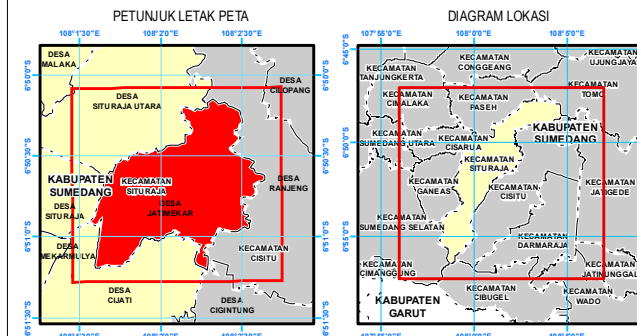 PETUNJUK LETAK PETA
108°1'30"E
108°2'0"E
108°2'30"E
6°50'0"S
6°50'30"S
6°51'0"S
6°51'30"S
DESA
MALAKA
DESA
SITURAJA UTARA
DESA
CILOPANG
KABUPATEN
SUMEDANG
KECAMATAN
SITURAJA
DESA
RANJENG
DESA
SITURAJA
DESA
JATIMEKAR
DESA
MEKARMULYA
KECAMATAN
CISITU
DESA
CIJATI
DESA
CIGINTUNG
DIAGRAM LOKASI
107°55'0"E
108°0'0"E
108°5'0"E
6°45'0"S
6°50'0"S
6°55'0"S
KECAMATAN
UJUNGJAYA
KECAMATAN
CONGGEANG
KECAMATAN
TANJUNGKERTA
KECAMATAN
TOMO
KECAMATAN
CIMALAKA
KECAMATAN
PASEH
KABUPATEN
SUMEDANG
KECAMATAN
SUMEDANG UTARA
KECAMATAN
CISARUA
KECAMATAN
SITURAJA
KECAMATAN
GANEAS
KECAMATAN
CISITU
KECAMATAN
JATIGEDE
KECAMATAN
SUMEDANG SELATAN
KECAMATAN
DARMARAJA
KECAMATAN
CIMANGGUNG
KECAMATAN
JATINUNGGAL
KECAMATAN
CIBUGEL
KECAMATAN
WADO
KABUPATEN
GARUT